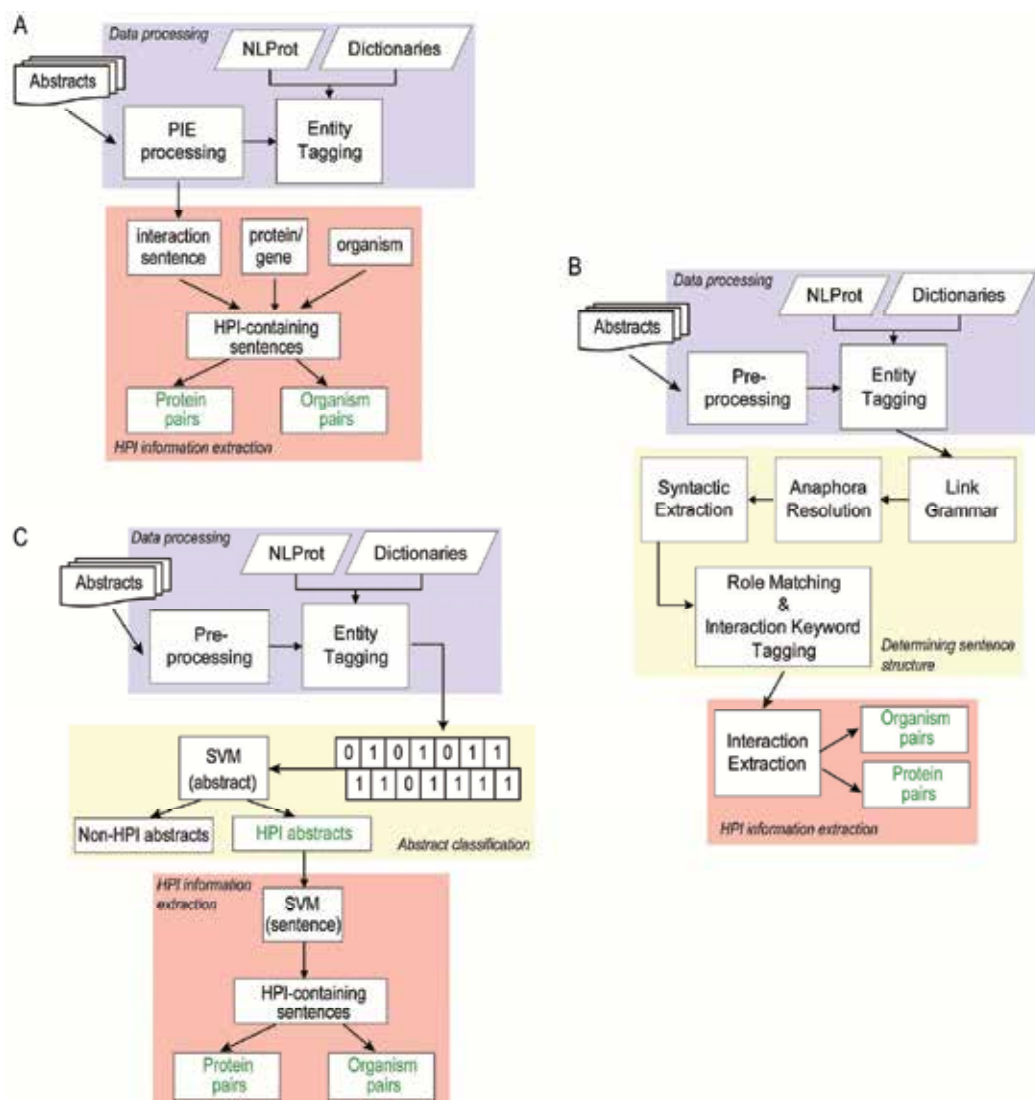 A
Data processing
NLProt
Dictionaries
Abstracts
PIE
processing
Entity
Tagging
interaction
sentence
protein/
gene
organism
HPI-containing
sentences
Protein
pairs
Organism
pairs
HPI information extraction
B
Data processing
NLProt
Dictionaries
Abstracts
Pre-
processing
Entity
Tagging
Syntactic
Extraction
Anaphora
Resolution
Link
Grammar
Role Matching
&
Interaction Keyword
Tagging
Determining sentence
structure
Interaction
Extraction
Organism
pairs
Protein
pairs
HPI information extraction
C
Data processing
NLProt
Dictionaries
Abstracts
Pre-
processing
Entity
Tagging
SVM
(abstract)
0 1 0 1 0 1 1
1 1 0 1 1 1 1
Non-HPI abstracts
HPI abstracts
Abstract classification
HPI information
extraction
SVM
(sentence)
HPI-containing
sentences
Protein
pairs
Organism
pairs